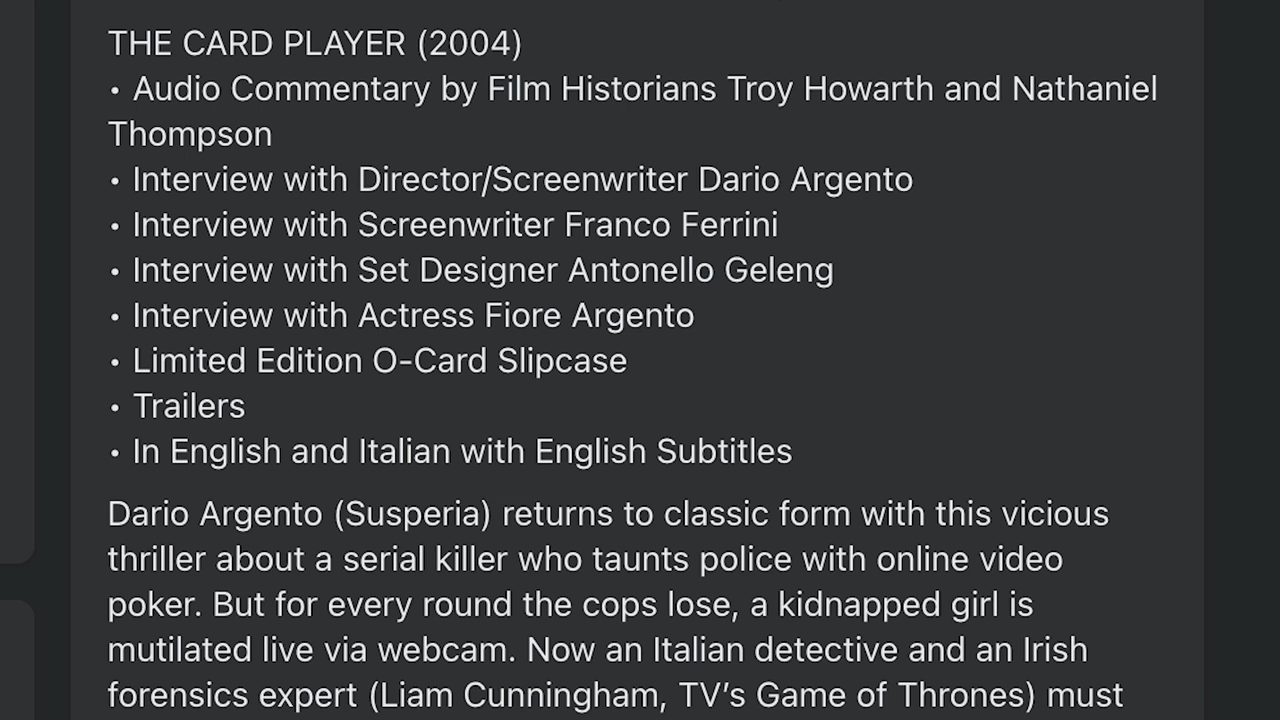 THE CARD PLAYER (2004)
• Audio Commentary by Film Historians Troy Howarth and Nathaniel
Thompson
• Interview with Director/Screenwriter Dario Argento
• Interview with Screenwriter Franco Ferrini
• Interview with Set Designer Antonello Geleng
• Interview with Actress Fiore Argento
• Limited Edition O-Card Slipcase
• Trailers
• In English and Italian with English Subtitles
Dario Argento (Susperia) returns to classic form with this vicious
thriller about a serial killer who taunts police with online video
poker. But for every round the cops lose, a kidnapped girl is
mutilated live via webcam. Now an Italian detective and an Irish
forensics expert (Liam Cunningham, TV’s Game of Thrones) must